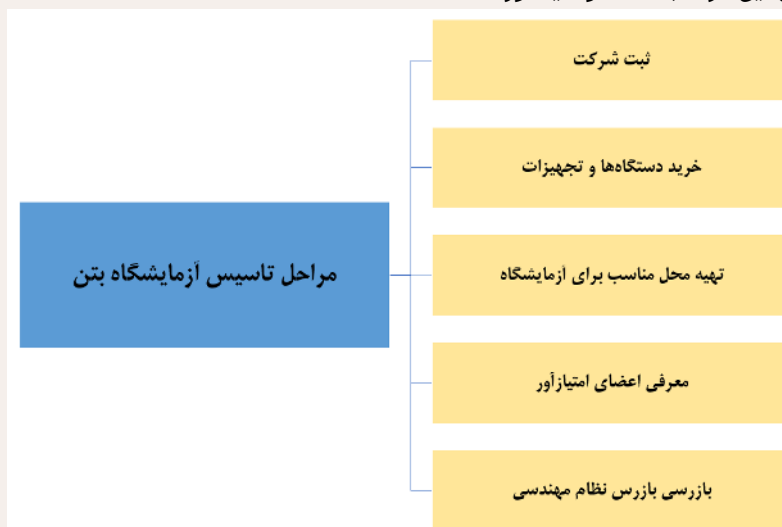 مراحل تاسیس آزمایشگاه بتن
ثبت شرکت
خرید دستگاه‌ها و تجهیزات
تهیه محل مناسب برای آزمایشگاه
معرفی اعضای امتیازآور
بازرسی بازرس نظام مهندسی